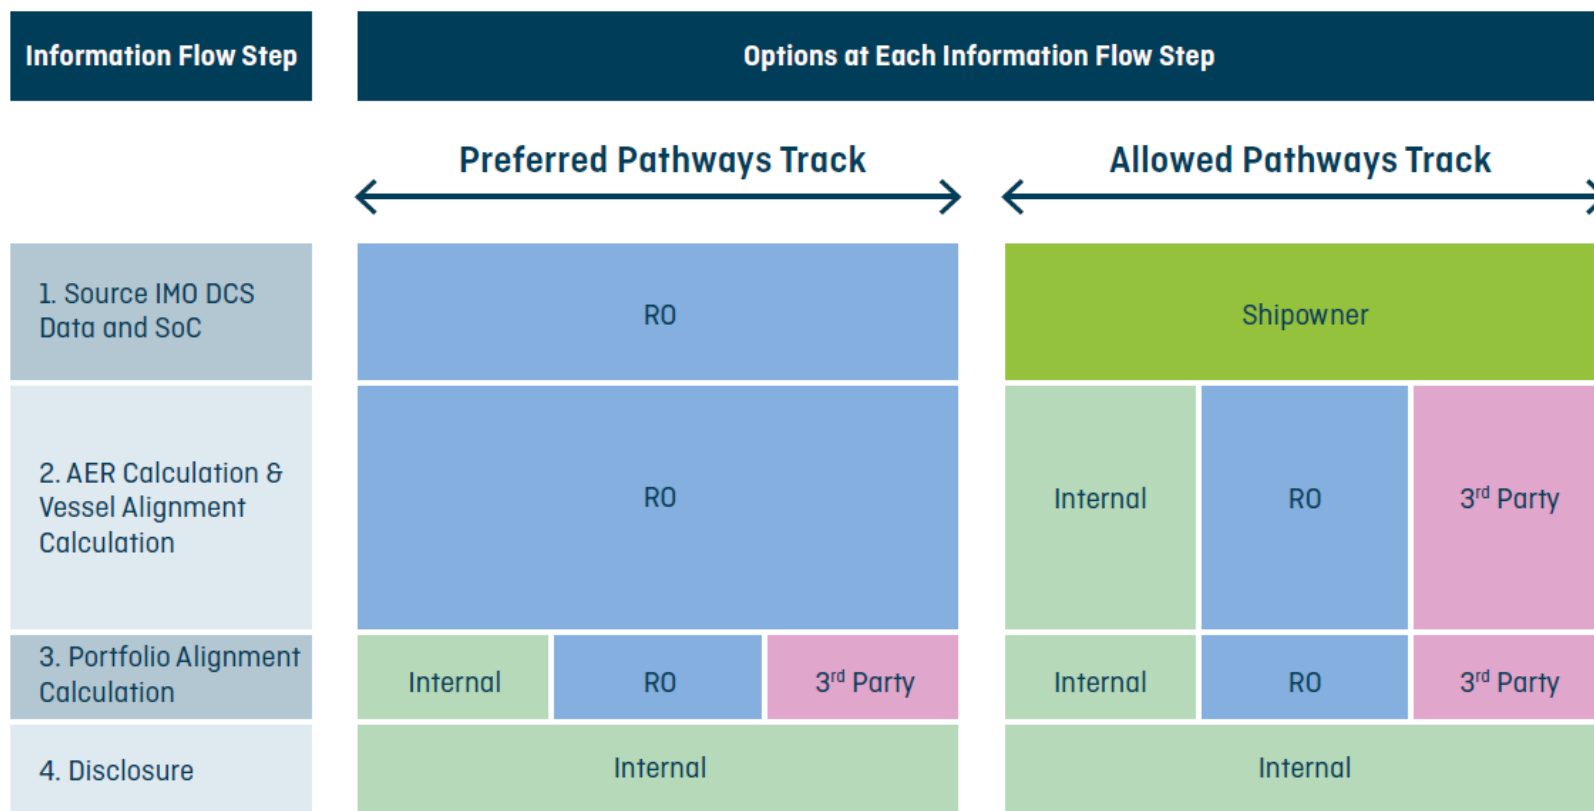 Information Flow Step
Options at Each Information Flow Step
Preferred Pathways Track
Allowed Pathways Track
1. Source IMO DCS
Data and SoC
RO
Shipowner
2. AER Calculation &
Vessel Alignment
Calculation
RO
Internal
RO
3rd Party
3. Portfolio Alignment
Calculation
Internal
RO
3rd Party
Internal
RO
3rd Party
4. Disclosure
Internal
Internal